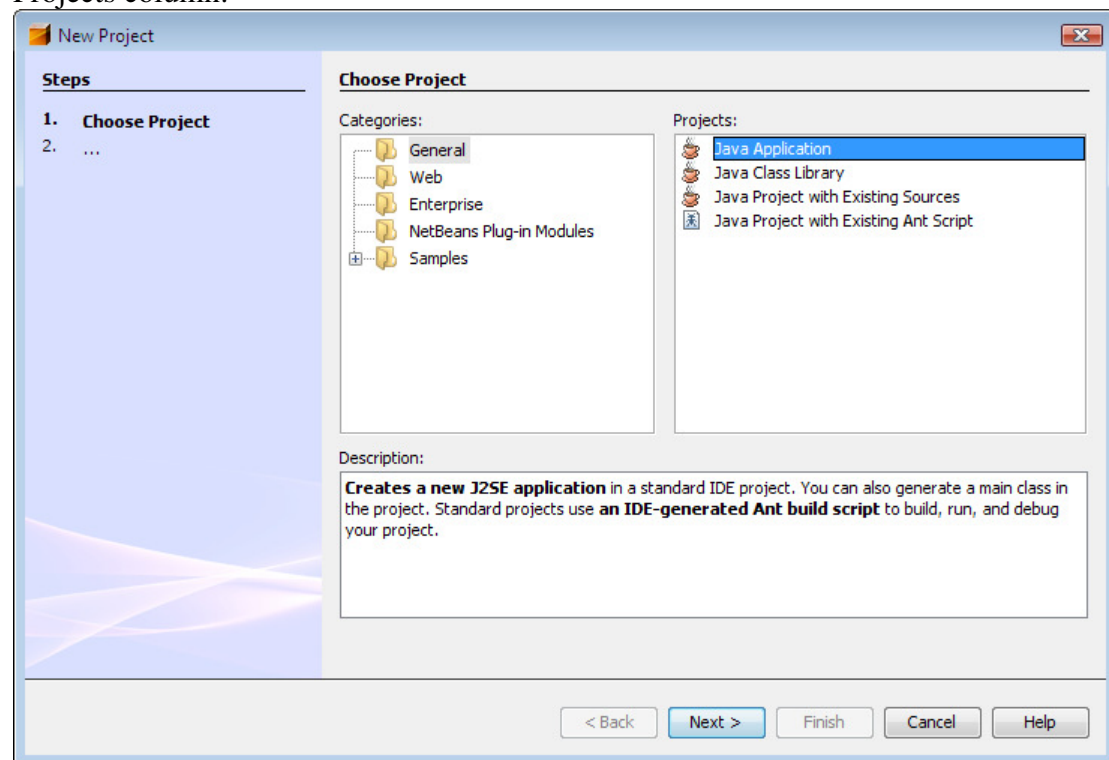 Projects column.
New Project
Steps
1. Choose Project
2. ...
Choose Project
Categories:
General
Web
Enterprise
NetBeans Plug-in Modules
Samples
Projects:
Java Application
Java Class Library
Java Project with Existing Sources
Java Project with Existing Ant Script
Description:
Creates a new J2SE application in a standard IDE project. You can also generate a main class in
the project. Standard projects use an IDE-generated Ant build script to build, run, and debug
your project.
< Back Next > Finish Cancel Help